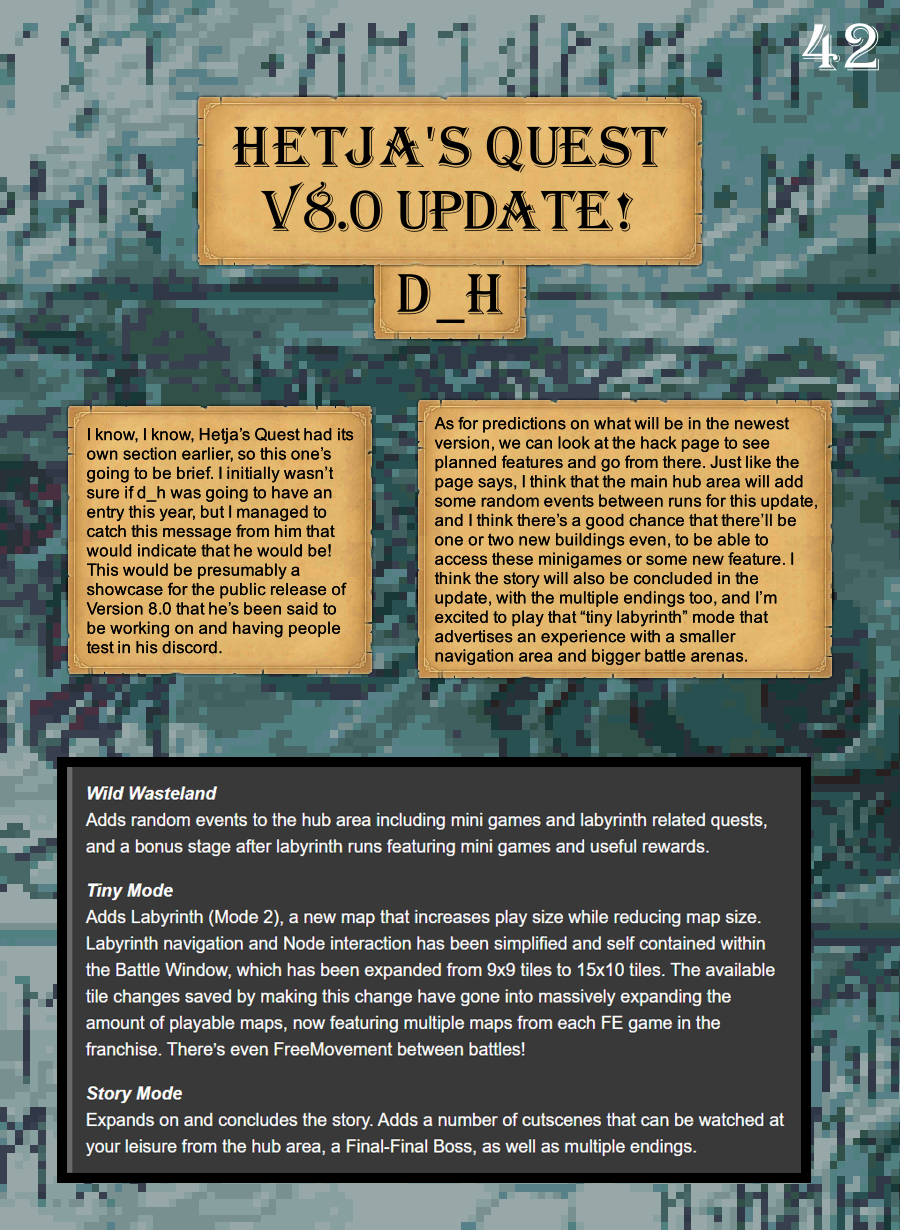 42
HETJA'S QUEST
V8.0 UPDATE!
D_H
I know, I know, Hetja's Quest had its
own section earlier, so this one's
going to be brief. I initially wasn't
sure if d_h was going to have an
entry this year, but I managed to
catch this message from him that
would indicate that he would be!
This would be presumably a
showcase for the public release of
Version 8.0 that he's been said to
be working on and having people
test in his discord.
As for predictions on what will be in the newest
version, we can look at the hack page to see
planned features and go from there. Just like the
page says, I think that the main hub area will add
some random events between runs for this update,
and I think there's a good chance that there'll be
one or two new buildings even, to be able to
access these minigames or some new feature. I
think the story will also be concluded in the
update, with the multiple endings too, and I'm
excited to play that “tiny labyrinth” mode that
advertises an experience with a smaller
navigation area and bigger battle arenas.
Wild Wasteland
Adds random events to the hub area including mini games and labyrinth related quests,
and a bonus stage after labyrinth runs featuring mini games and useful rewards.
Tiny Mode
Adds Labyrinth (Mode 2), a new map that increases play size while reducing map size.
Labyrinth navigation and Node interaction has been simplified and self contained within
the Battle Window, which has been expanded from 9x9 tiles to 15x10 tiles. The available
tile changes saved by making this change have gone into massively expanding the
amount of playable maps, now featuring multiple maps from each FE game in the
franchise. There's even FreeMovement between battles!
Story Mode
Expands on and concludes the story. Adds a number of cutscenes that can be watched at
your leisure from the hub area, a Final-Final Boss, as well as multiple endings.